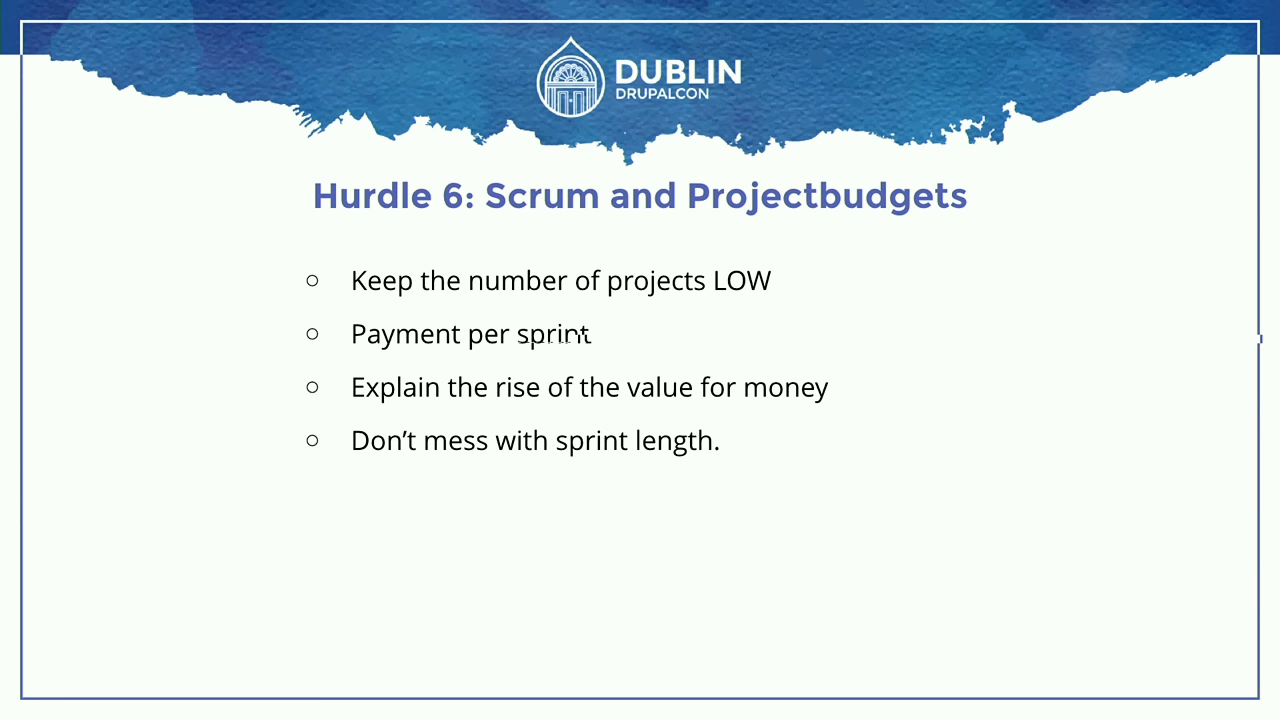 DUBLIN
DRUPALCON
Hurdle 6: Scrum and Projectbudgets
○ Keep the number of projects LOW
○ Payment per sprint
○ Explain the rise of the value for money
○ Don’t mess with sprint length.